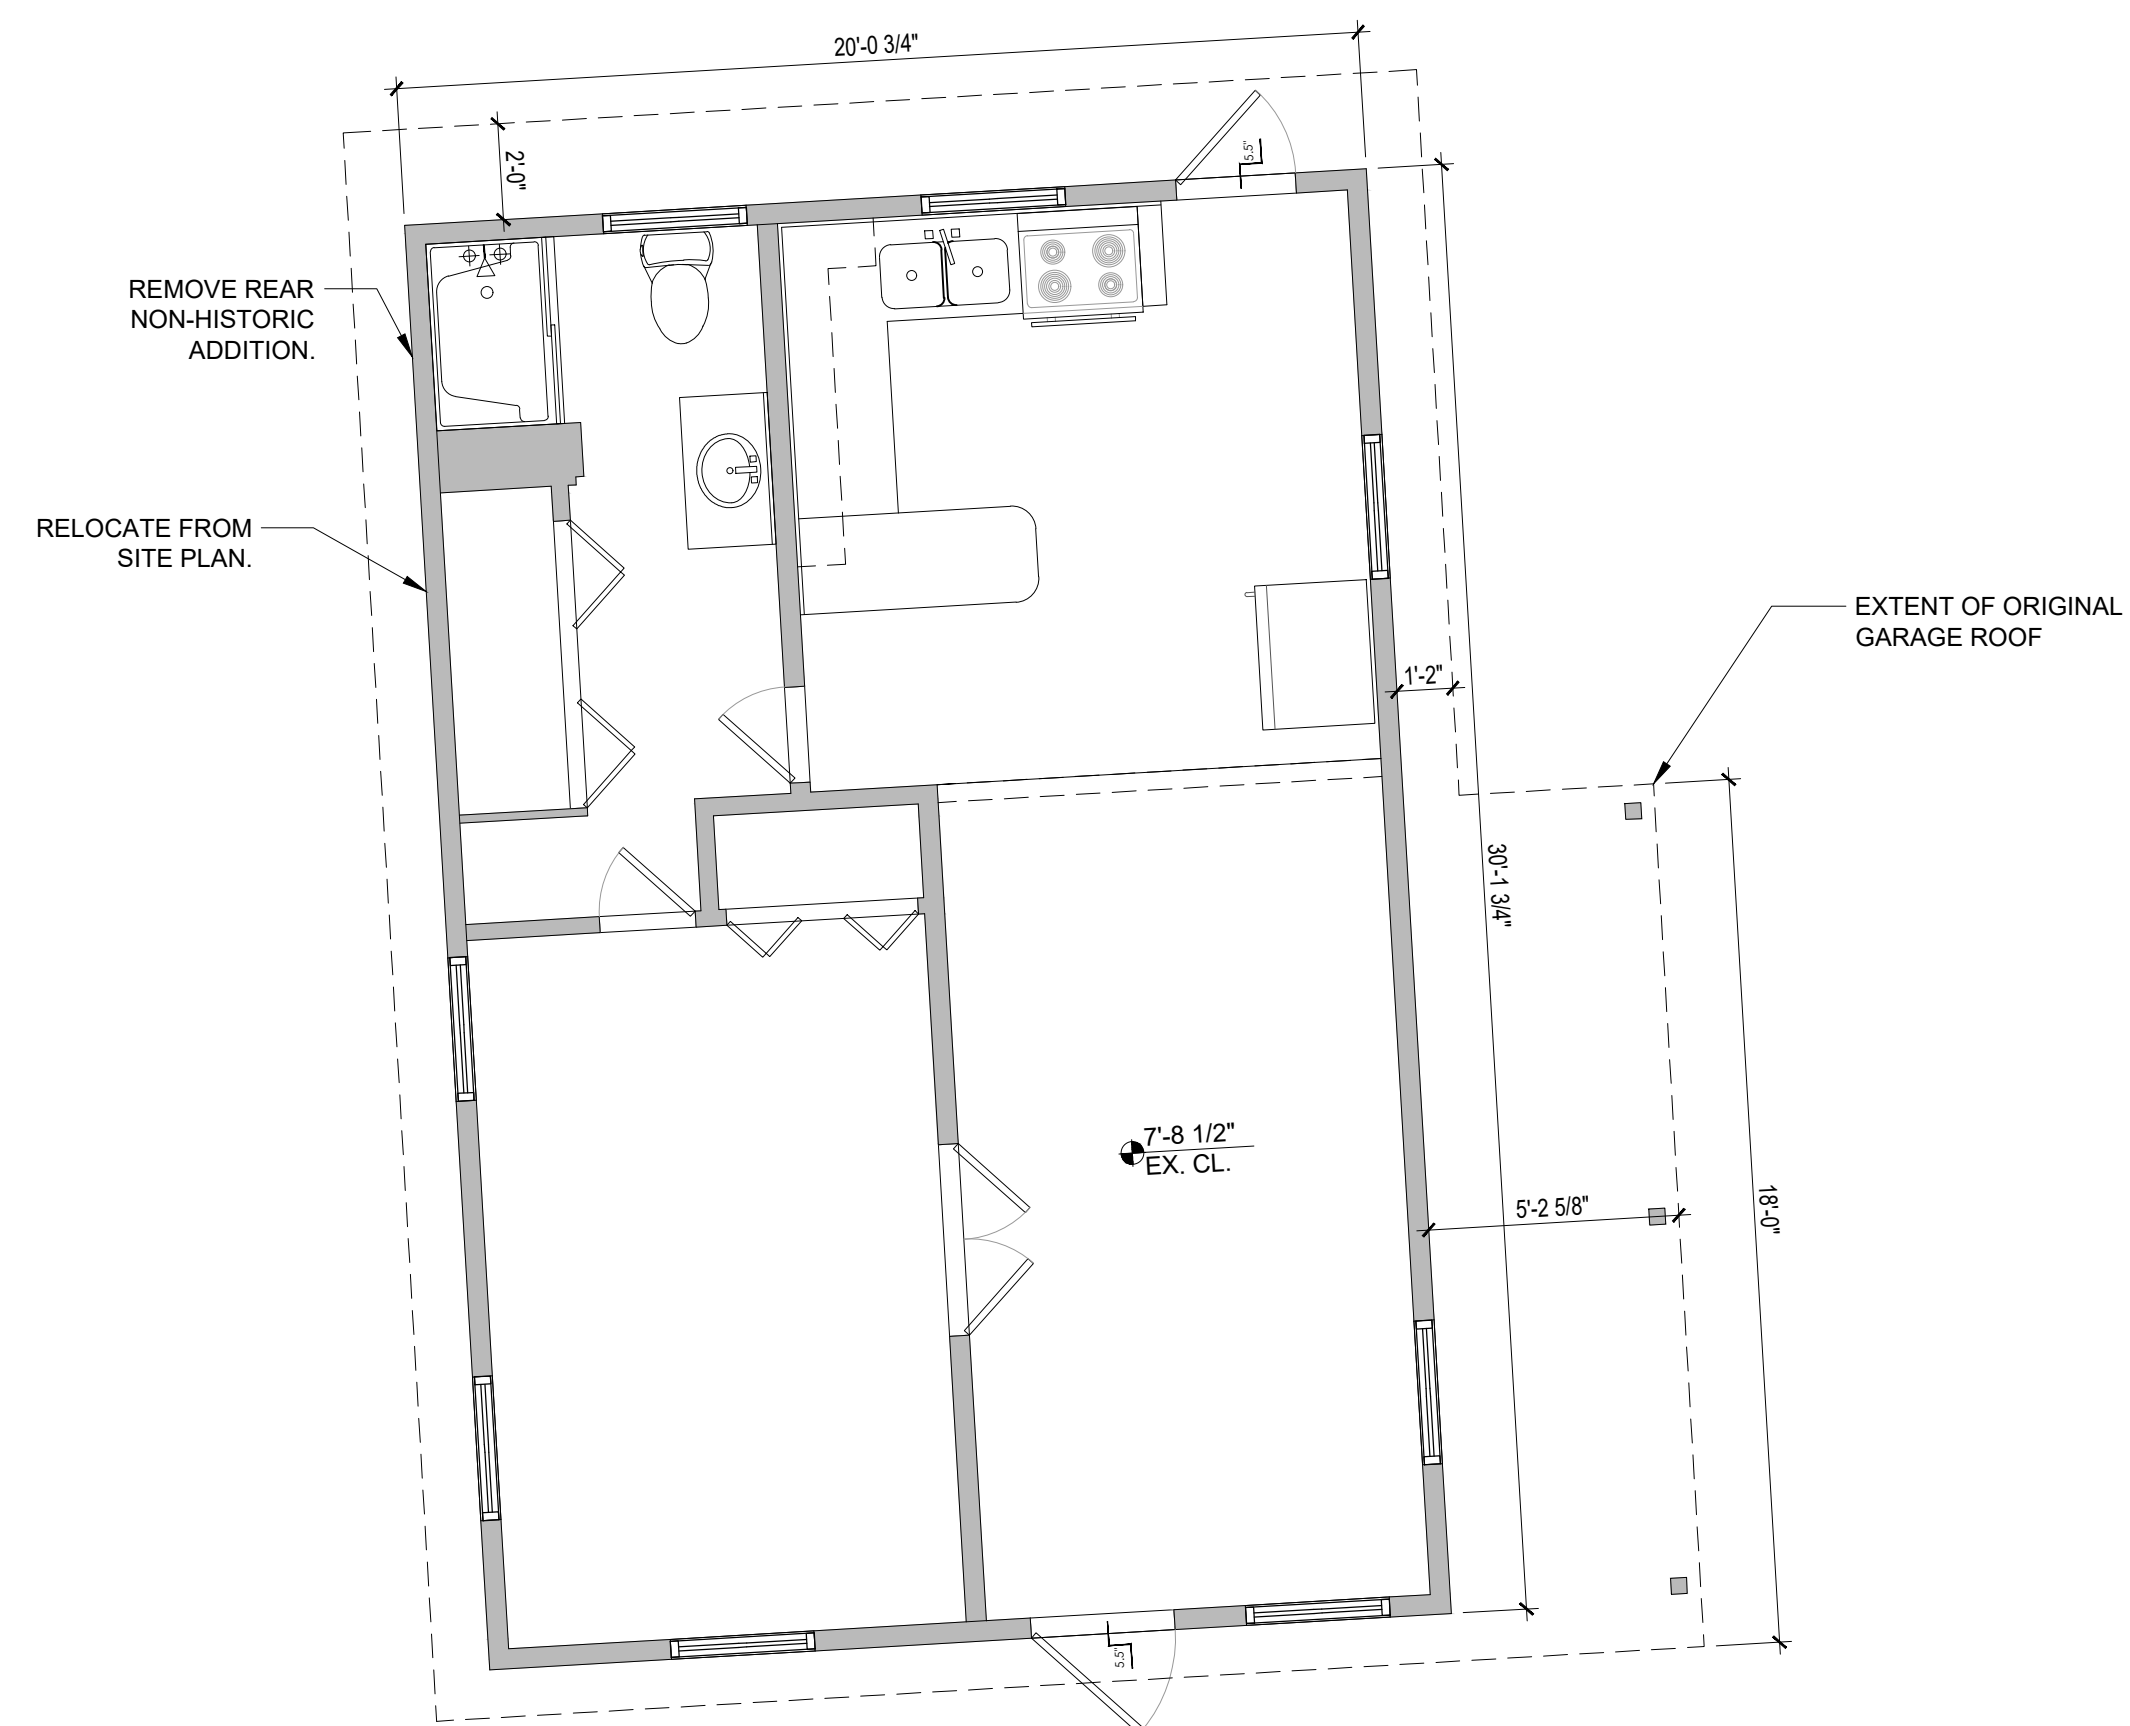 20'-0 3/4"
2'-0"
5.5"
REMOVE REAR
NON-HISTORIC
ADDITION.
RELOCATE FROM
SITE PLAN.
EXTENT OF ORIGINAL
GARAGE ROOF
1'-2"
30'-1 3/4"
7'-8 1/2"
EX. CL.
5'-2 5/8"
18'-0"
5.5"